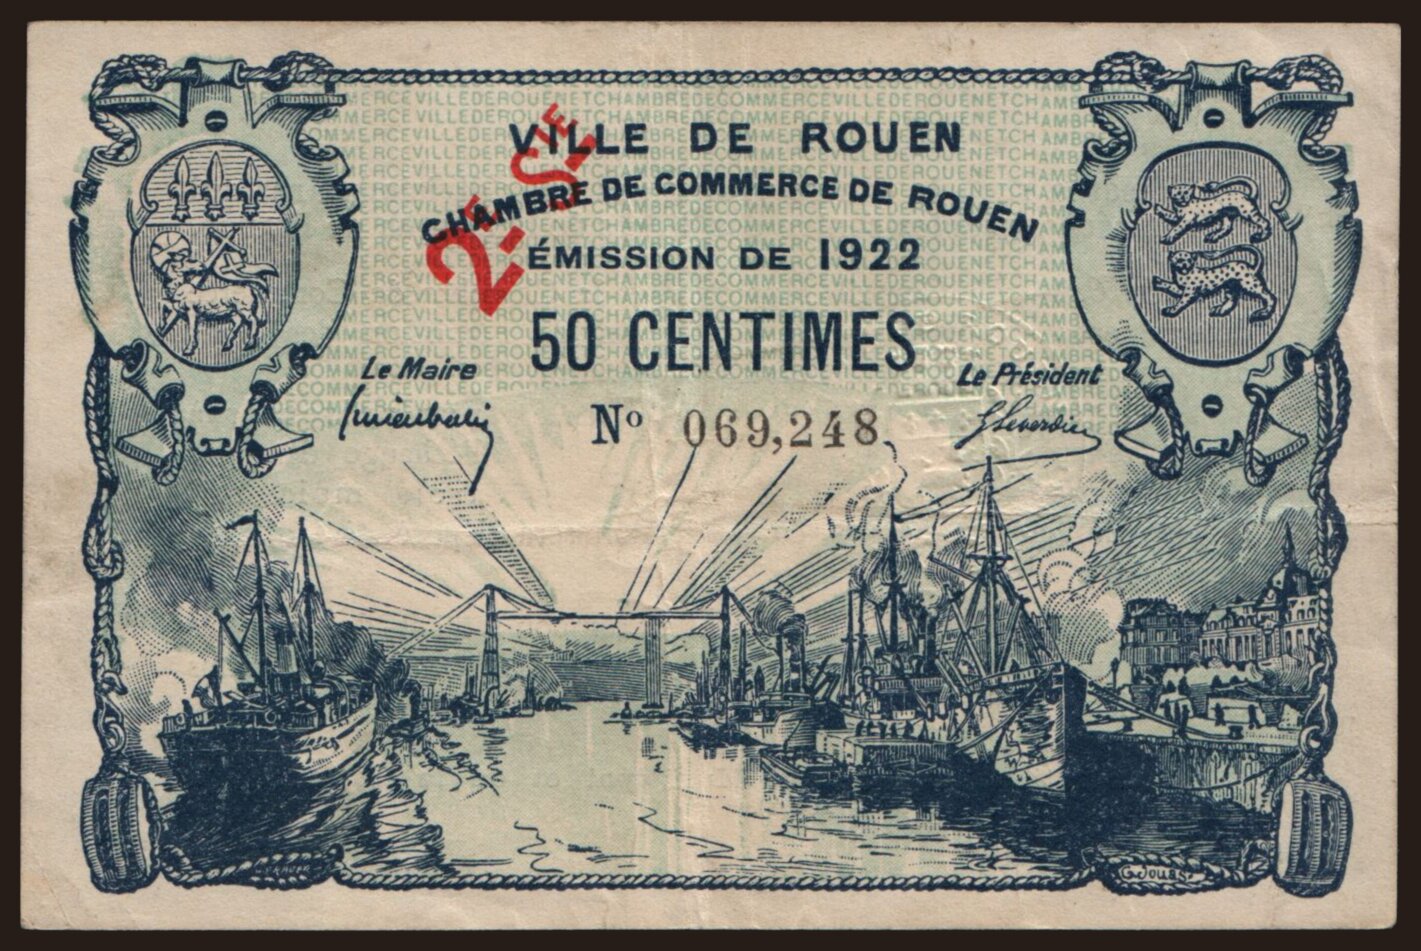 VILLE DE ROUEN
CHAMBRE DE COMMERCE DE ROUEN
2E SIE
ÉMISSION DE 1922
50 CENTIMES
Le Maire
Le Président
No 069,248
G. Jouas